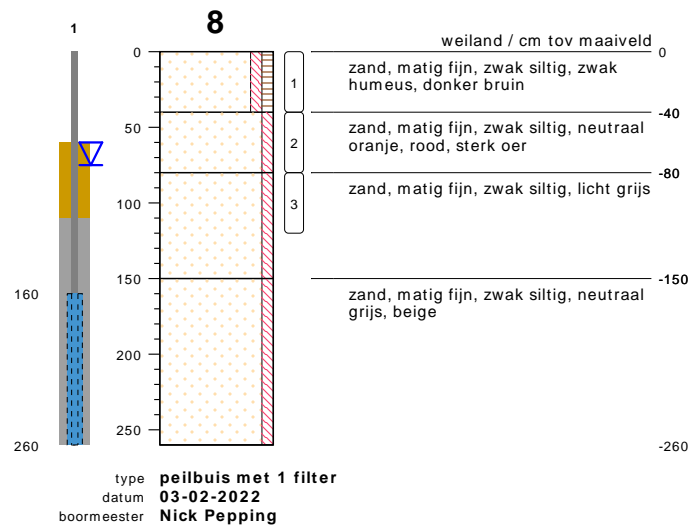 8
1
weiland / cm tov maaiveld
0
0
zand, matig fijn, zwak siltig, zwak
humeus, donker bruin
1
-40
50
zand, matig fijn, zwak siltig, neutraal
oranje, rood, sterk oer
2
-80
zand, matig fijn, zwak siltig, licht grijs
100
3
150
-150
160
zand, matig fijn, zwak siltig, neutraal
grijs, beige
200
250
260
-260
type peilbuis met 1 filter
datum 03-02-2022
boormeester Nick Pepping